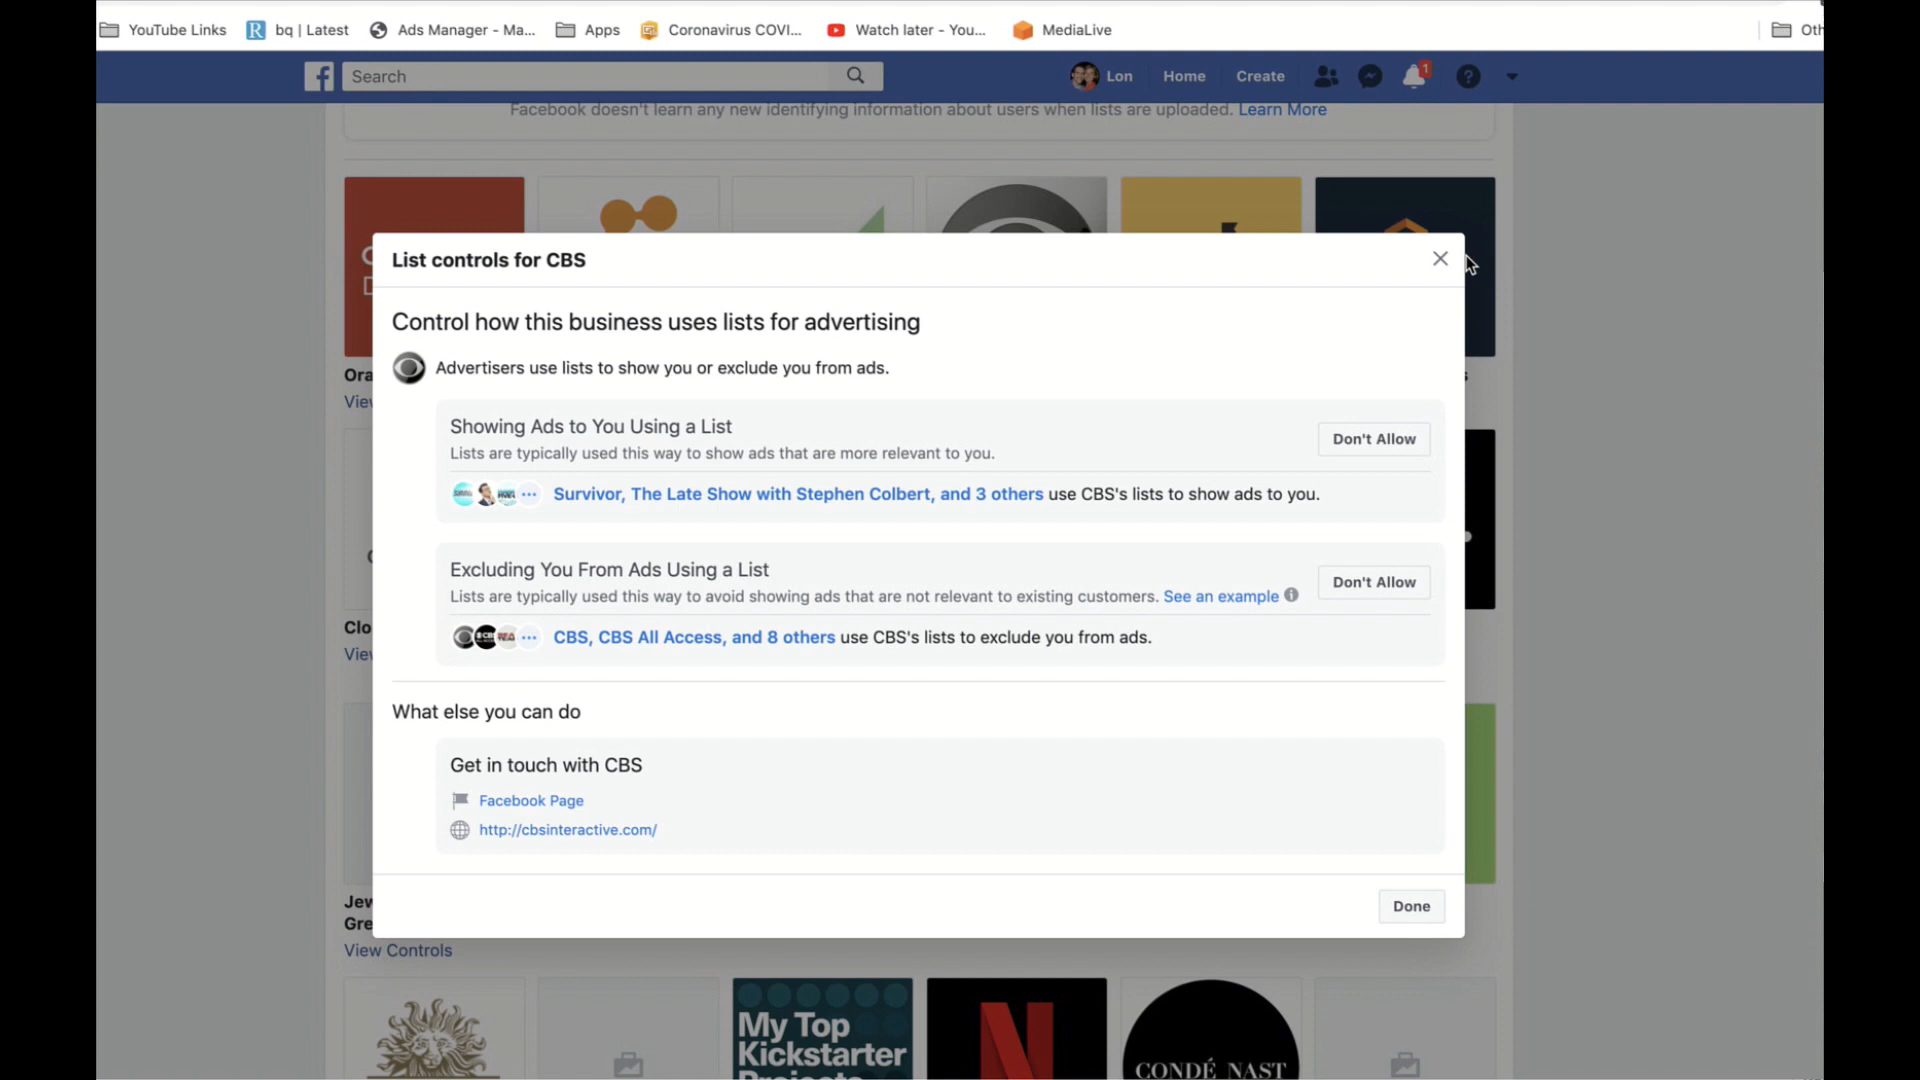 YouTube Links
bq | Latest
Ads Manager - Ma...
Apps
Coronavirus COVI...
Watch later - You...
MediaLive
Oth
Search
Lon
Home
Create
1
Facebook doesn't learn any new identifying information about users when lists are uploaded. Learn More
List controls for CBS
Control how this business uses lists for advertising
Advertisers use lists to show you or exclude you from ads.
Ora
Showing Ads to You Using a List
Don't Allow
Lists are typically used this way to show ads that are more relevant to you.
Survivor, The Late Show with Stephen Colbert, and 3 others use CBS's lists to show ads to you.
Excluding You From Ads Using a List
Don't Allow
Lists are typically used this way to avoid showing ads that are not relevant to existing customers. See an example
CBS, CBS All Access, and 8 others use CBS's lists to exclude you from ads.
Clo
What else you can do
Get in touch with CBS
Facebook Page
http://cbsinteractive.com/
Done
Jew
Gre
View Controls
My Top
Kickstarter
Projects
CONDÉ NAST